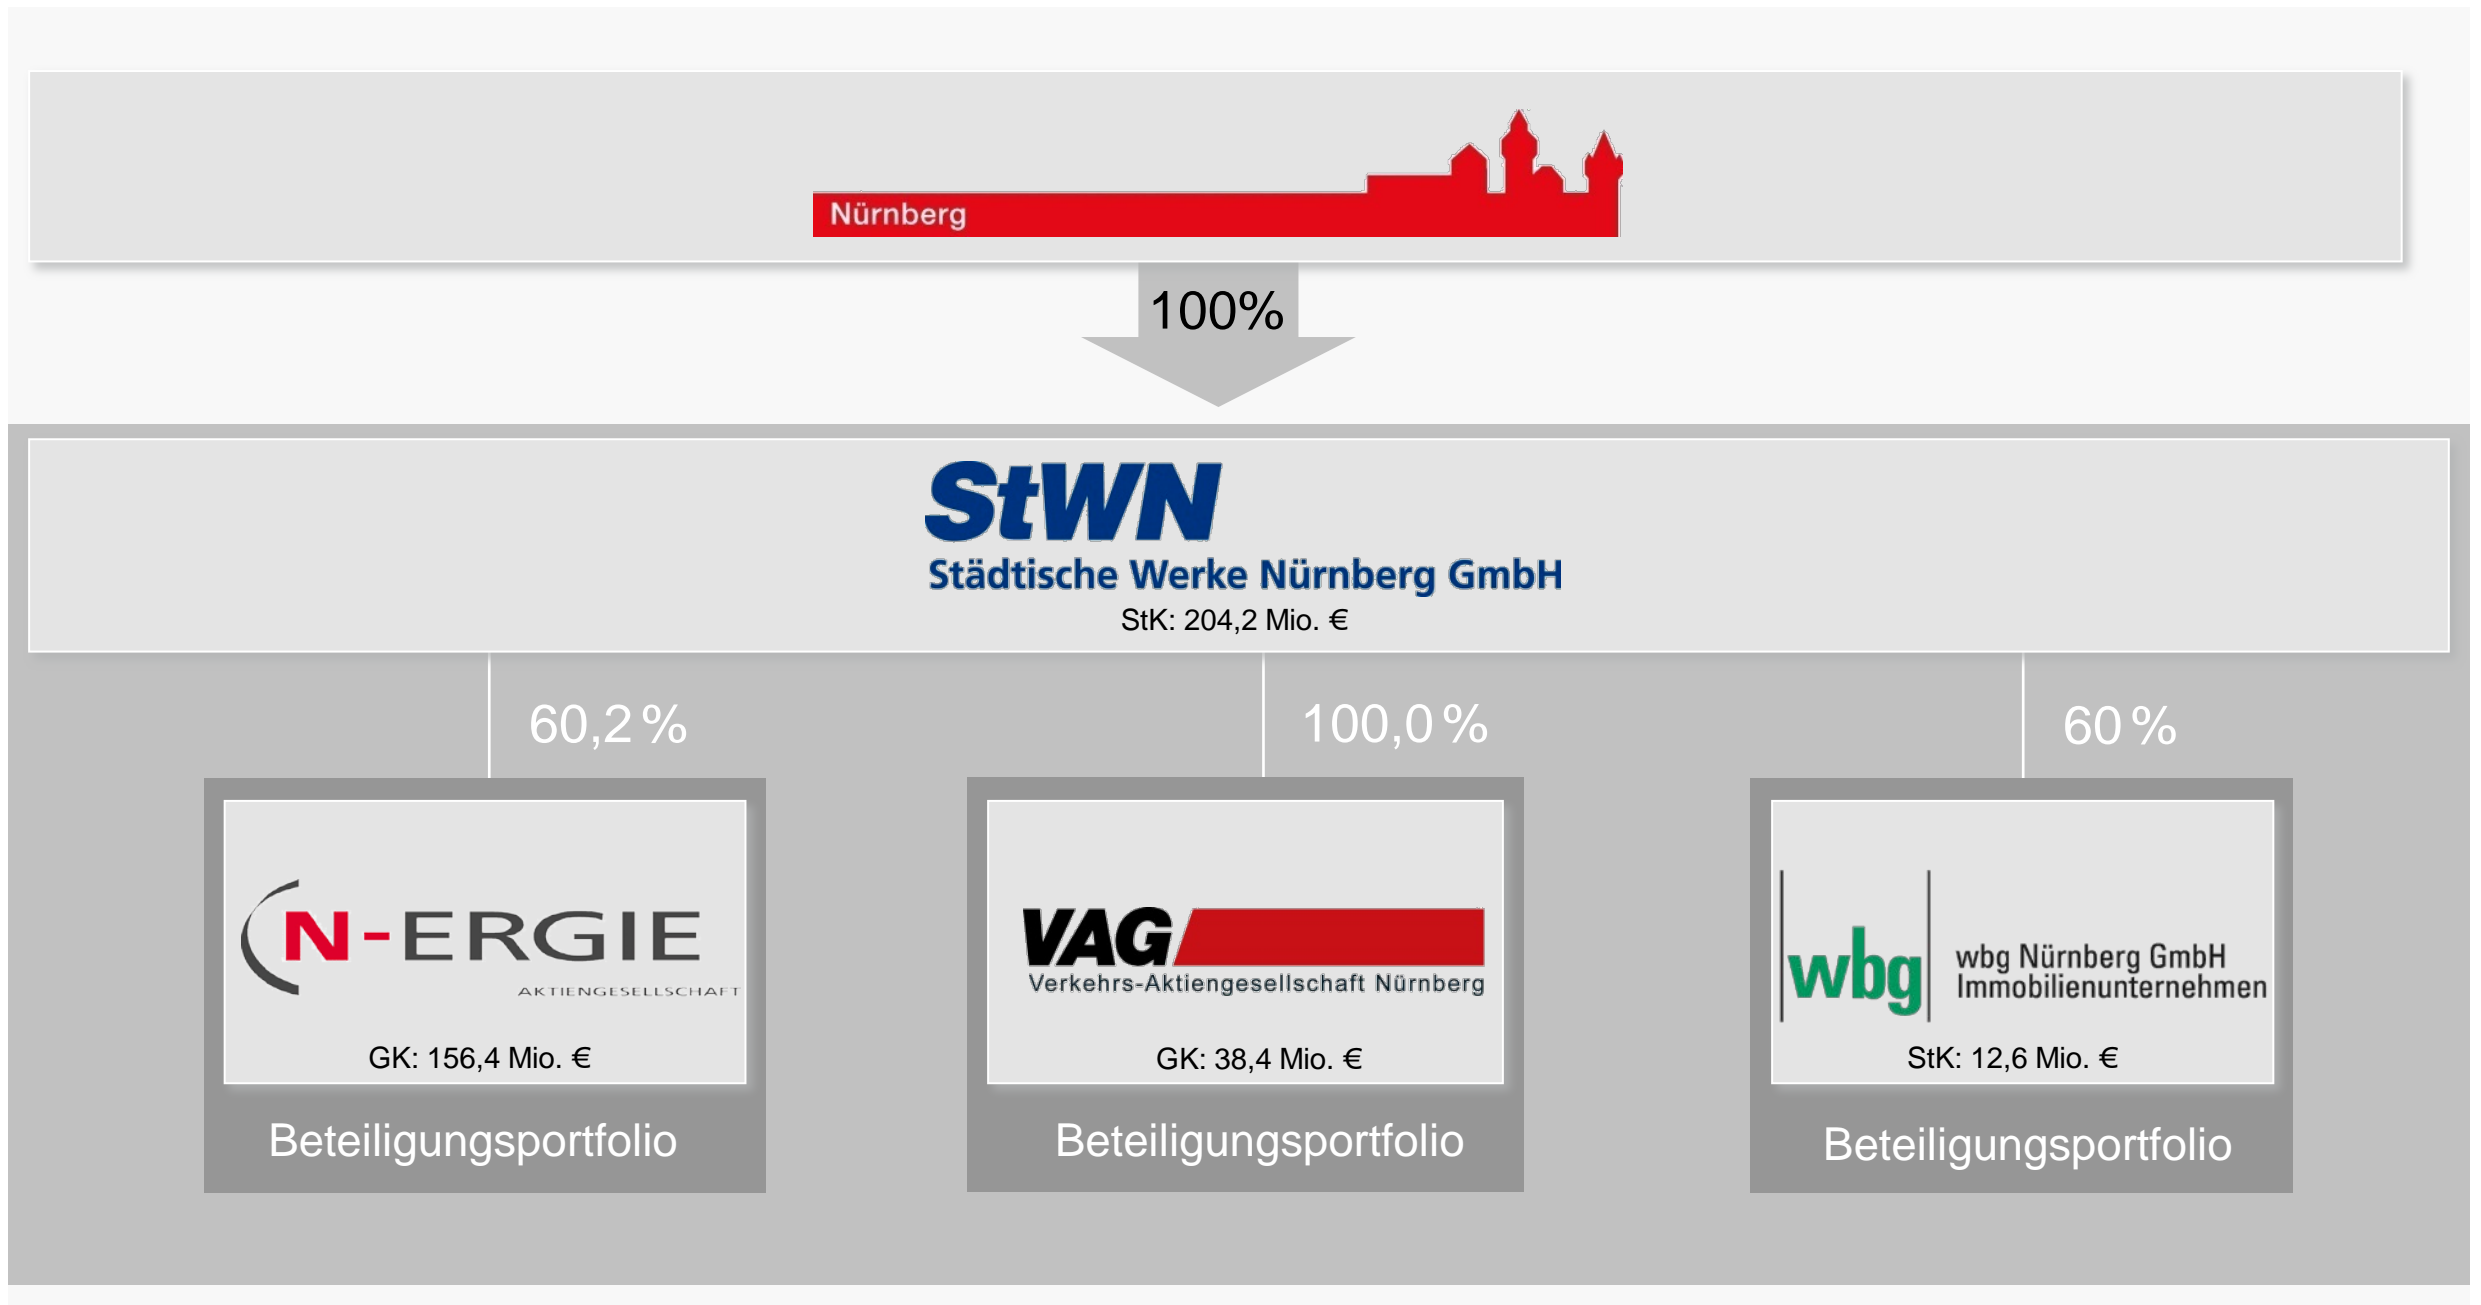 Nürnberg
100%
StWN
Städtische Werke Nürnberg GmbH
StK: 204,2 Mio. €
60,2 %
100,0 %
60 %
N-ERGIE
AKTIENGESELLSCHAFT
GK: 156,4 Mio. €
Beteiligungsportfolio
VAG
Verkehrs-Aktiengesellschaft Nürnberg
GK: 38,4 Mio. €
Beteiligungsportfolio
wbg
wbg Nürnberg GmbH
Immobilienunternehmen
StK: 12,6 Mio. €
Beteiligungsportfolio